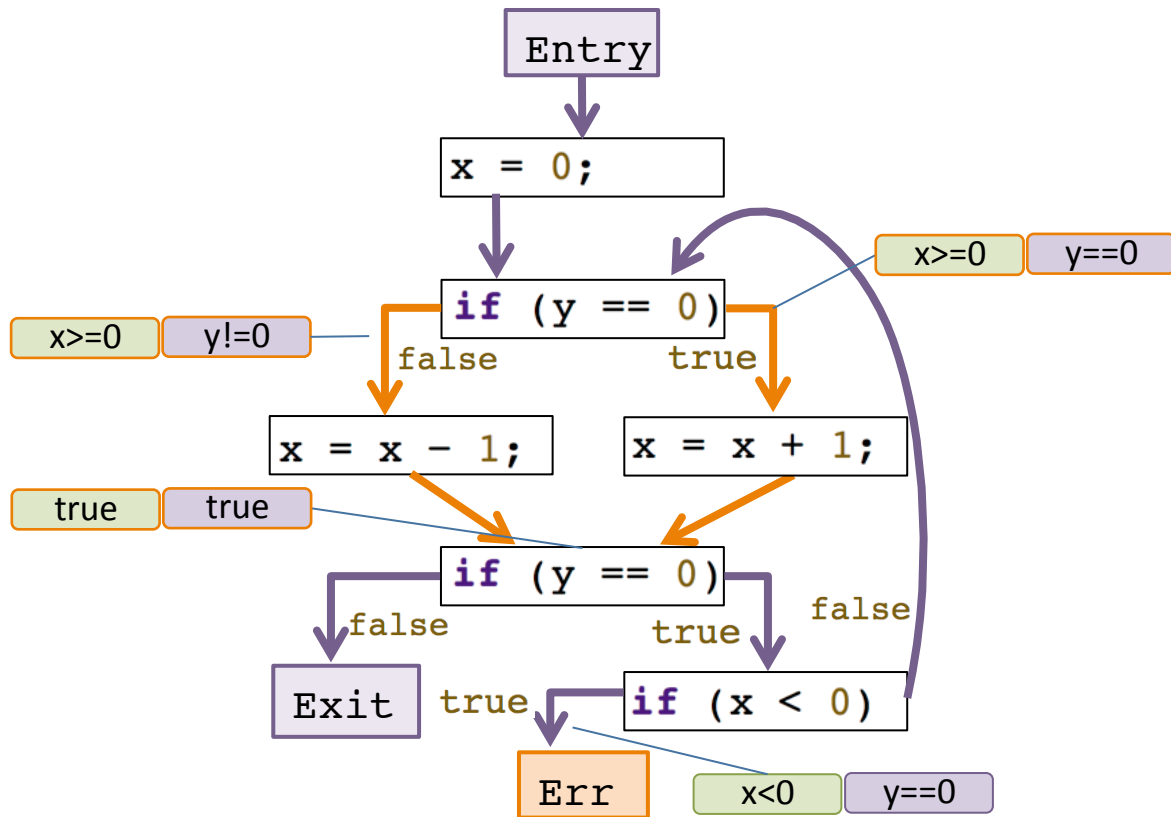 Entry
x = 0;
x>=0 y==0
if (y == 0)
x>=0 y!=0
false true
x = x - 1; x = x + 1;
true true
if (y == 0)
false true false
Exit true if (x < 0)
Err x<0 y==0